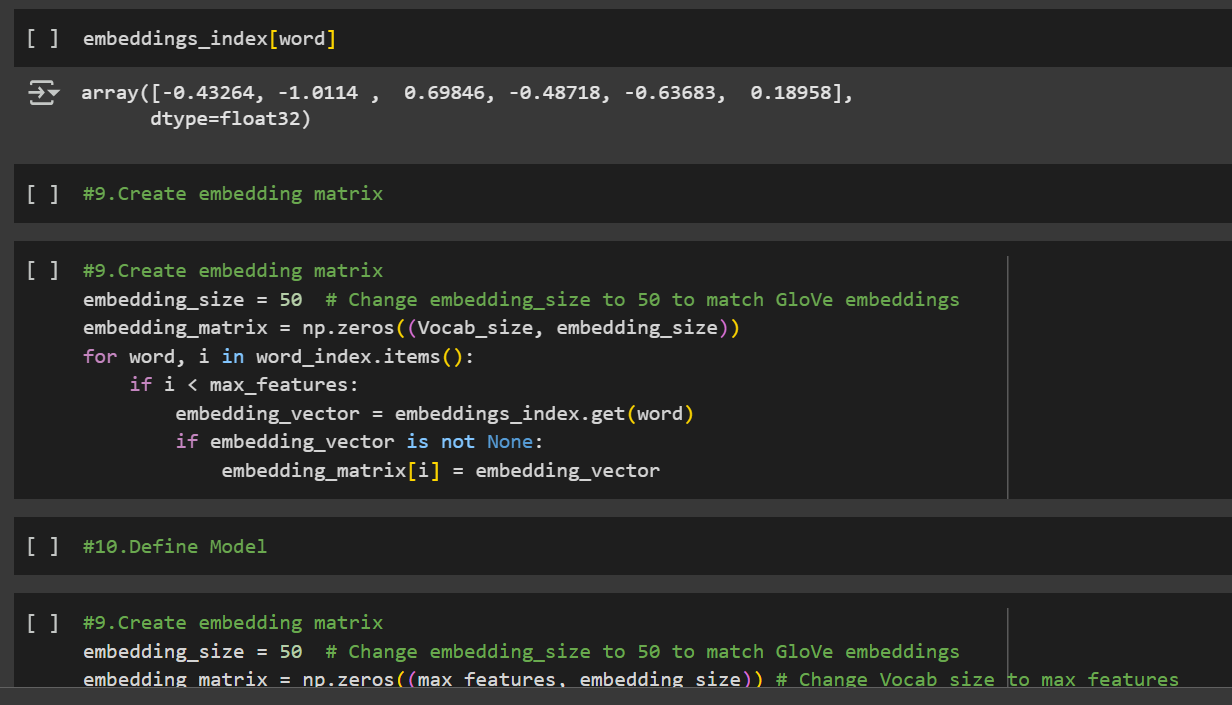 [ ] embeddings_index[word]
array([-0.43264, -1.0114 ,  0.69846, -0.48718, -0.63683,  0.18958],
      dtype=float32)
[ ] #9.Create embedding matrix
[ ] #9.Create embedding matrix
embedding_size = 50  # Change embedding_size to 50 to match GloVe embeddings
embedding_matrix = np.zeros((Vocab_size, embedding_size))
for word, i in word_index.items():
    if i < max_features:
        embedding_vector = embeddings_index.get(word)
        if embedding_vector is not None:
            embedding_matrix[i] = embedding_vector
[ ] #10.Define Model
[ ] #9.Create embedding matrix
embedding_size = 50  # Change embedding_size to 50 to match GloVe embeddings
embedding_matrix = np.zeros((max_features, embedding_size)) # Change Vocab_size to max_features